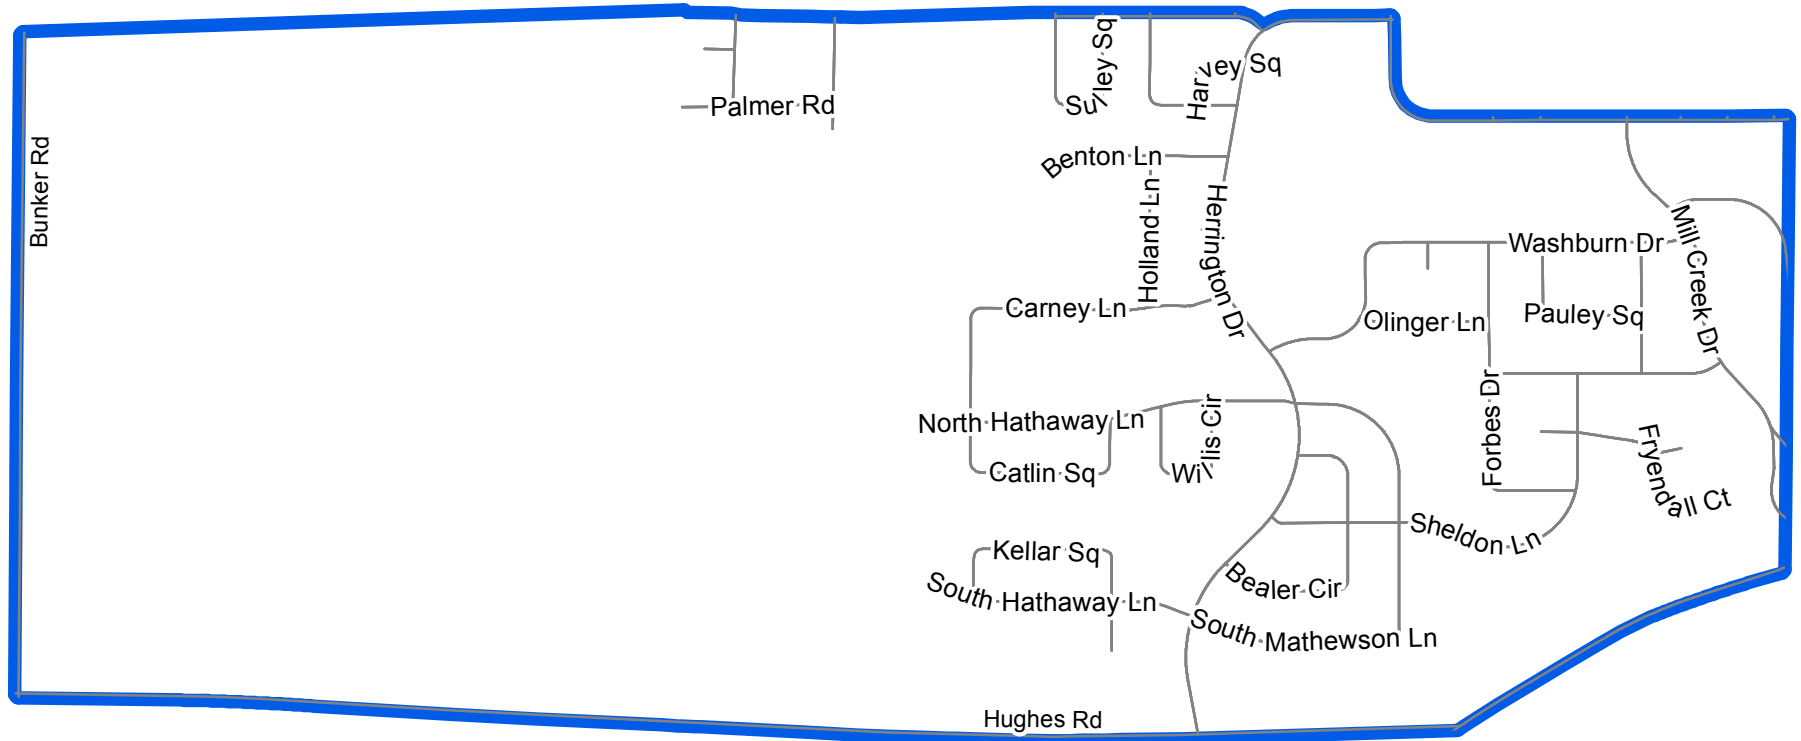 Bunker Rd
Palmer Rd
Surley Sq
Harvey Sq
Benton Ln
Holland Ln
Herrington Dr
Carney Ln
Washburn Dr
Mill Creek Dr
Olinger Ln
Pauley Sq
North Hathaway Ln
Catlin Sq
Willis Cir
Forbes Dr
Fryendall Ct
Sheldon Ln
Kellar Sq
South Hathaway Ln
Bealer Cir
South Mathewson Ln
Hughes Rd